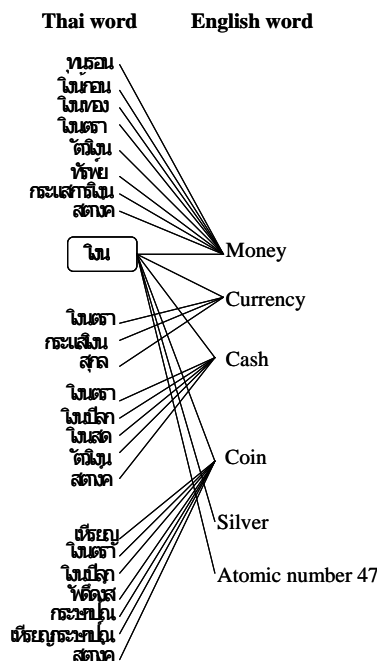 Thai word English word
ทุนรอน
เงินก้อน
เงินทอง
เงินตรา
ตัวเงิน
ทรัพย์
กระแสการเงิน
สตางค์
เงิน Money
Currency
เงินตรา
กระแสเงิน
สกุล Cash
เงินตรา
เงินปลีก
เงินสด
ตัวเงิน
สตางค์ Coin
Silver
เหรียญ
เงินตรา
เงินปลีก Atomic number 47
กระษาปณ์
เหรียญกระษาปณ์
สตางค์